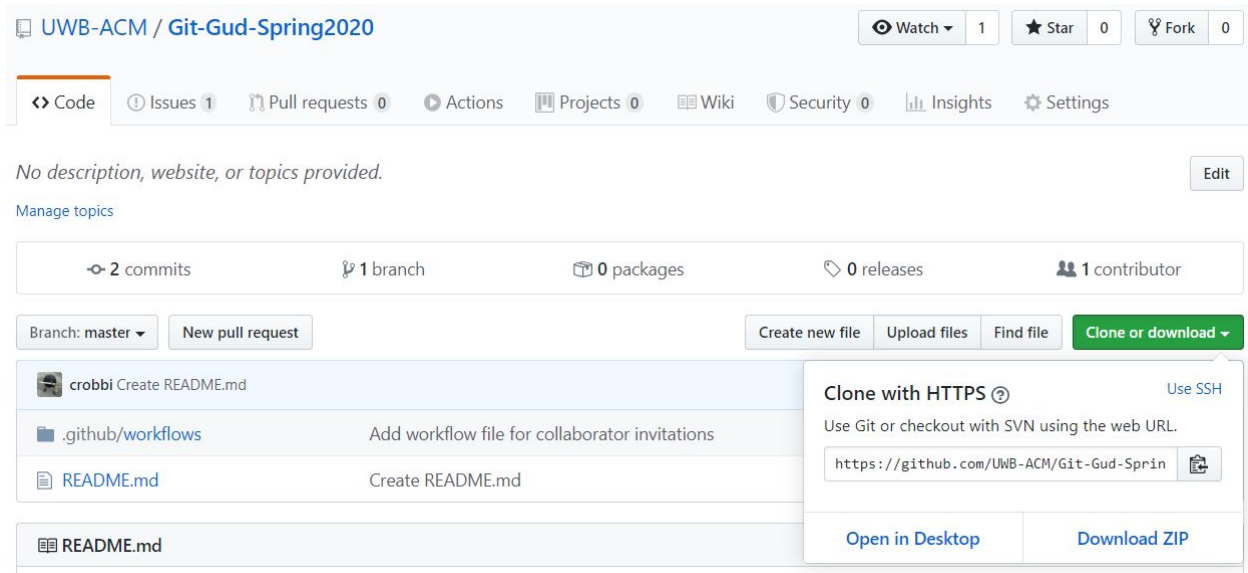 UWB-ACM / Git-Gud-Spring2020 Watch 1 Star 0 Fork 0
Code Issues 1 Pull requests 0 Actions Projects 0 Wiki Security 0 Insights Settings
No description, website, or topics provided. Edit
Manage topics
2 commits 1 branch 0 packages 0 releases 1 contributor
Branch: master New pull request Create new file Upload files Find file Clone or download
crobbi Create README.md
.github/workflows Add workflow file for collaborator invitations
README.md Create README.md
README.md
Clone with HTTPS ? Use SSH
Use Git or checkout with SVN using the web URL.
https://github.com/UWB-ACM/Git-Gud-Sprin
Open in Desktop Download ZIP